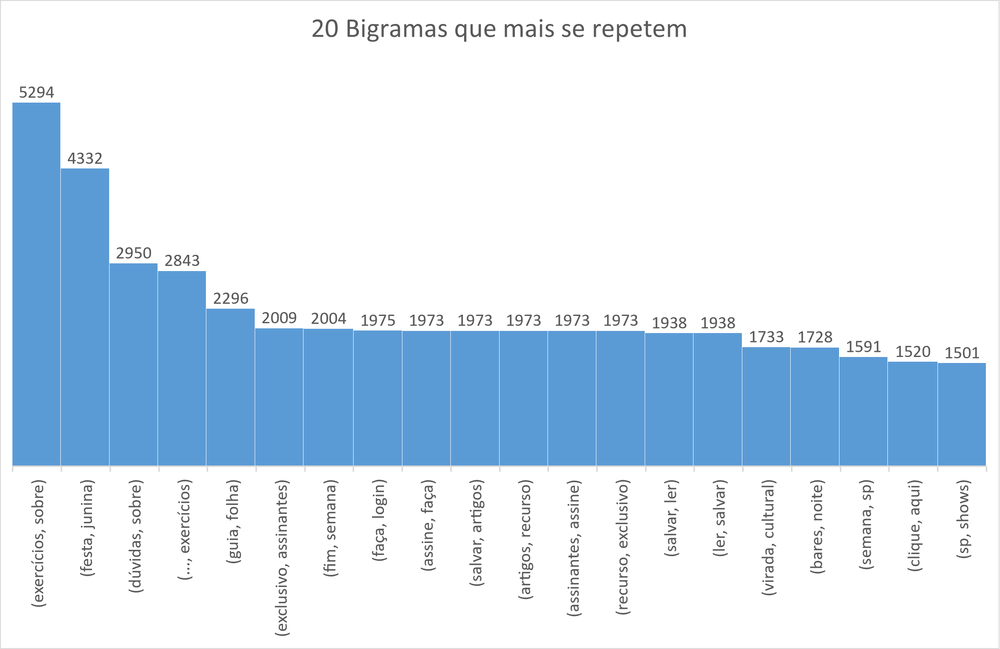 20 Bigramas que mais se repetem
5294
4332
2950
2843
2296
2009
2004
1975
1973
1973
1973
1973
1973
1938
1938
1733
1728
1591
1520
1501
(exercícios, sobre)
(festa, junina)
(dúvidas, sobre)
(..., exercícios)
(guia, folha)
(exclusivo, assinantes)
(fim, semana)
(faça, login)
(assine, faça)
(salvar, artigos)
(artigos, recurso)
(assinantes, assine)
(recurso, exclusivo)
(salvar, ler)
(ler, salvar)
(virada, cultural)
(bares, noite)
(semana, sp)
(clique, aqui)
(sp, shows)